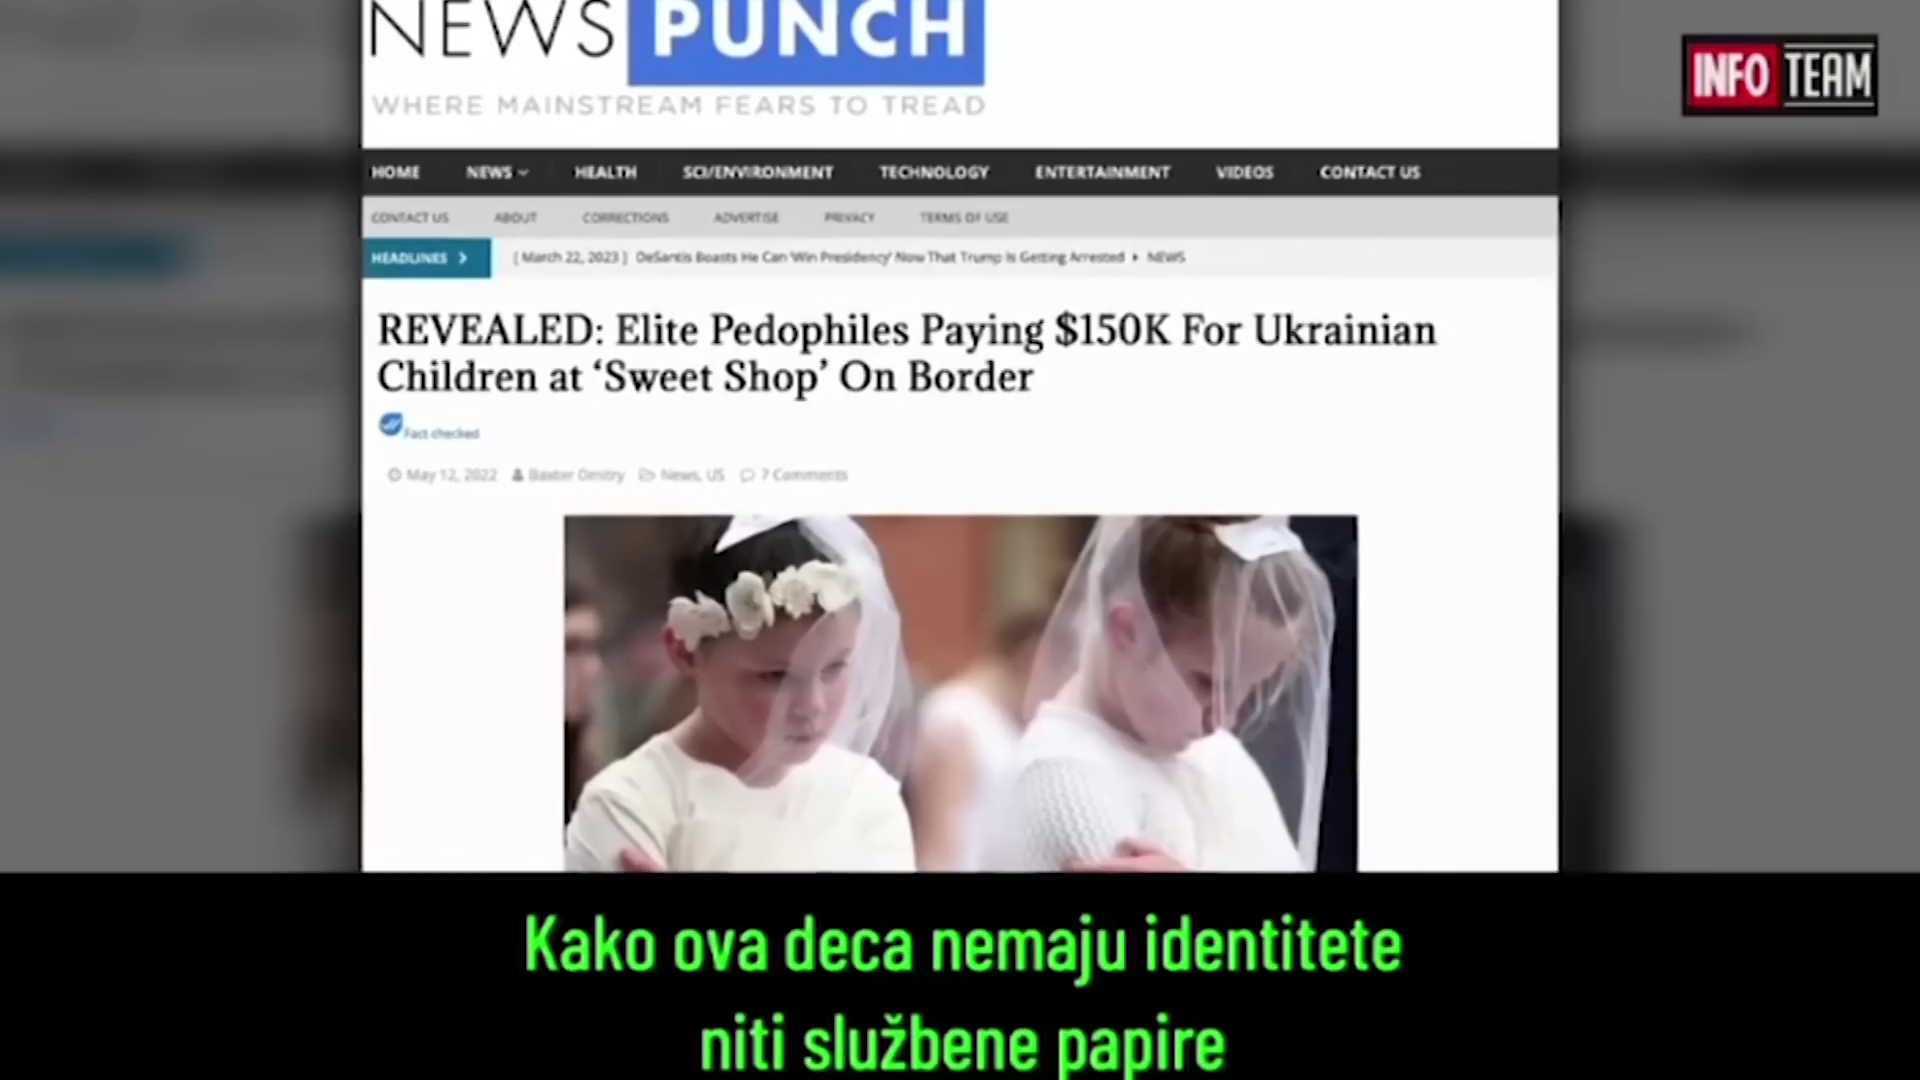 NEWS PUNCH
INFO TEAM
WHERE MAINSTREAM FEARS TO TREAD
HOME NEWS HEALTH SCI/ENVIRONMENT TECHNOLOGY ENTERTAINMENT VIDEOS CONTACT US
CONTACT US ABOUT CORRECTIONS ADVERTISE PRIVACY TERMS OF USE
HEADLINES [ March 22, 2023 ] DeSantis Boasts He Can 'Win Presidency' Now That Trump Is Getting Arrested NEWS
REVEALED: Elite Pedophiles Paying $150K For Ukrainian
Children at ‘Sweet Shop’ On Border
Fact checked
May 12, 2022 Baxter Dmitry News, US 7 Comments
Kako ova deca nemaju identitete
niti službene papire